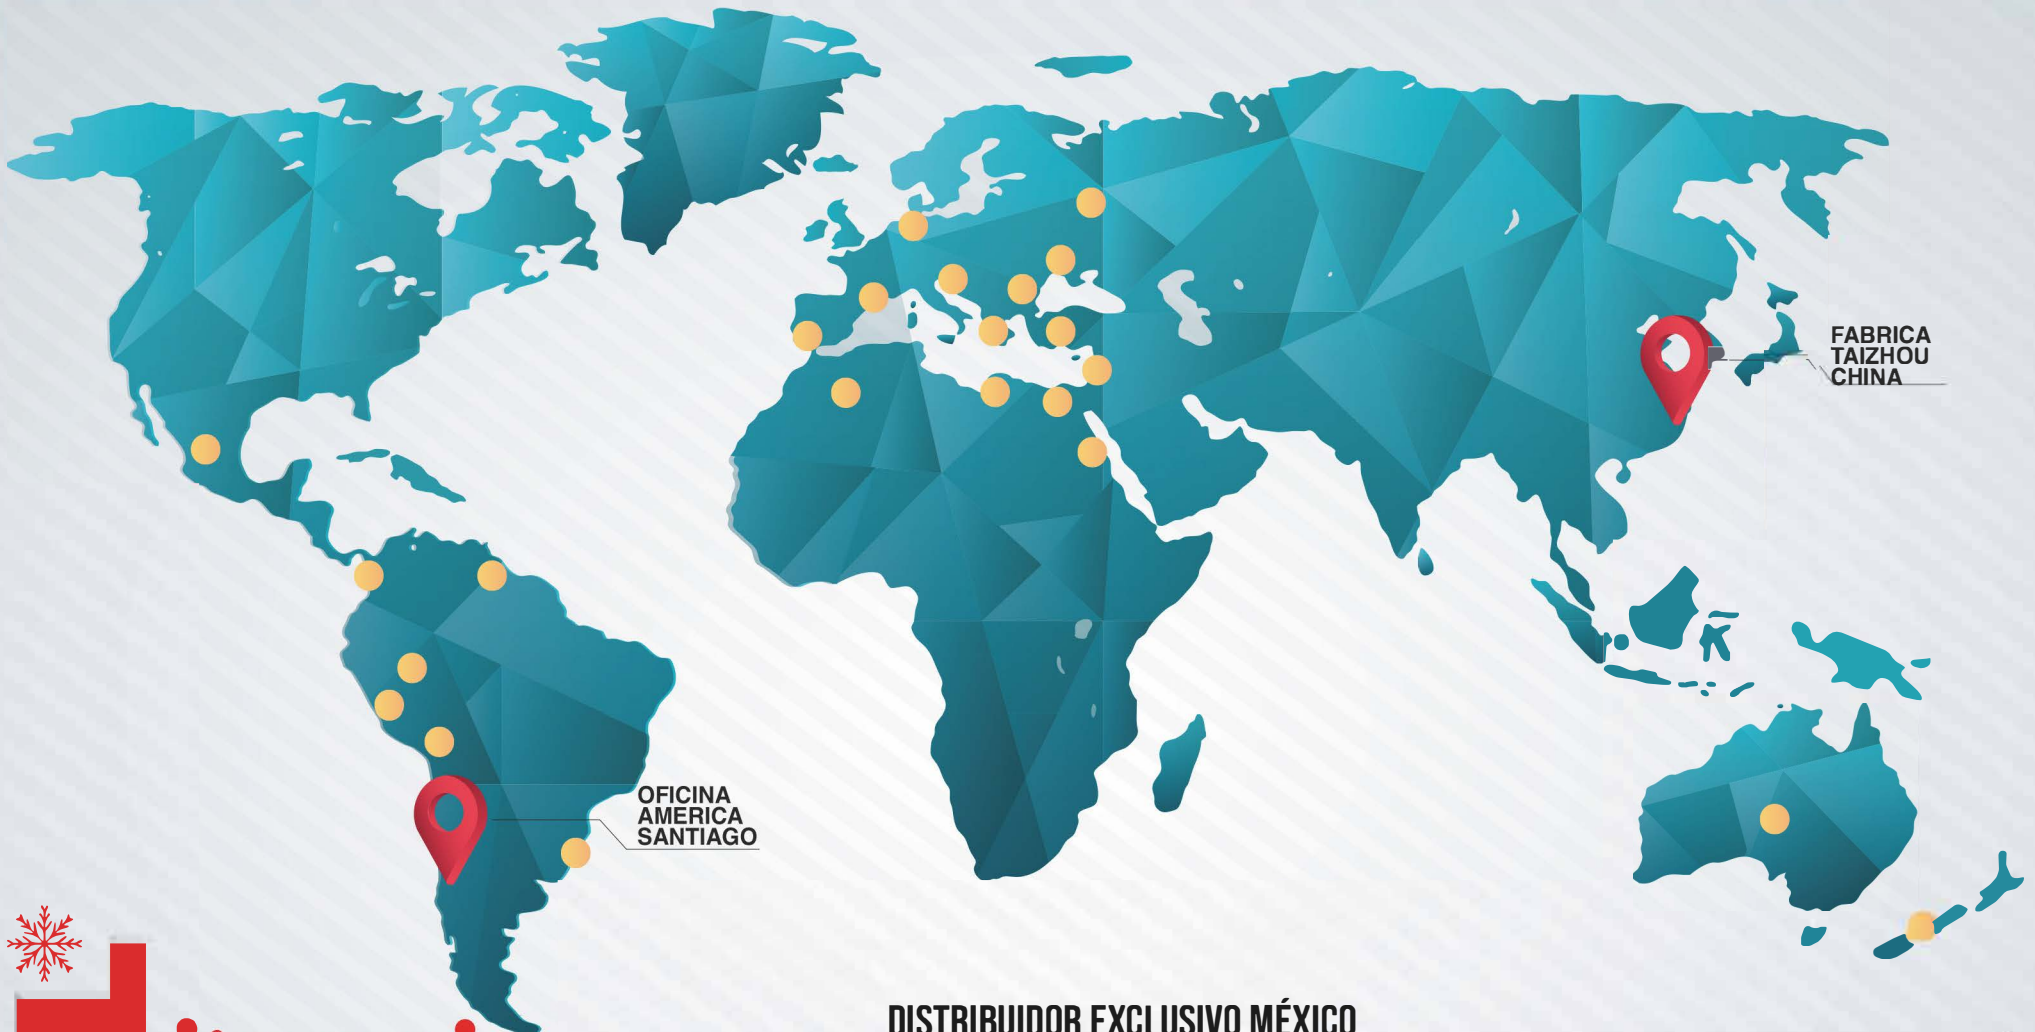 FABRICA
TAIZHOU
CHINA
OFICINA
AMERICA
SANTIAGO
DISTRIBUIDOR EXCLUSIVO MÉXICO